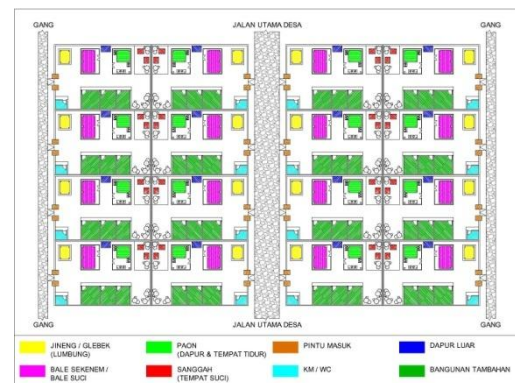 GANG
JALAN UTAMA DESA
GANG
GANG
JALAN UTAMA DESA
GANG
JINENG / GLEBEK
(LUMBUNG)
PAON
(DAPUR & TEMPAT TIDUR)
PINTU MASUK
DAPUR LUAR
BALE SEKENEM /
BALE SUCI
SANGGAH
(TEMPAT SUCI)
KM / WC
BANGUNAN TAMBAHAN